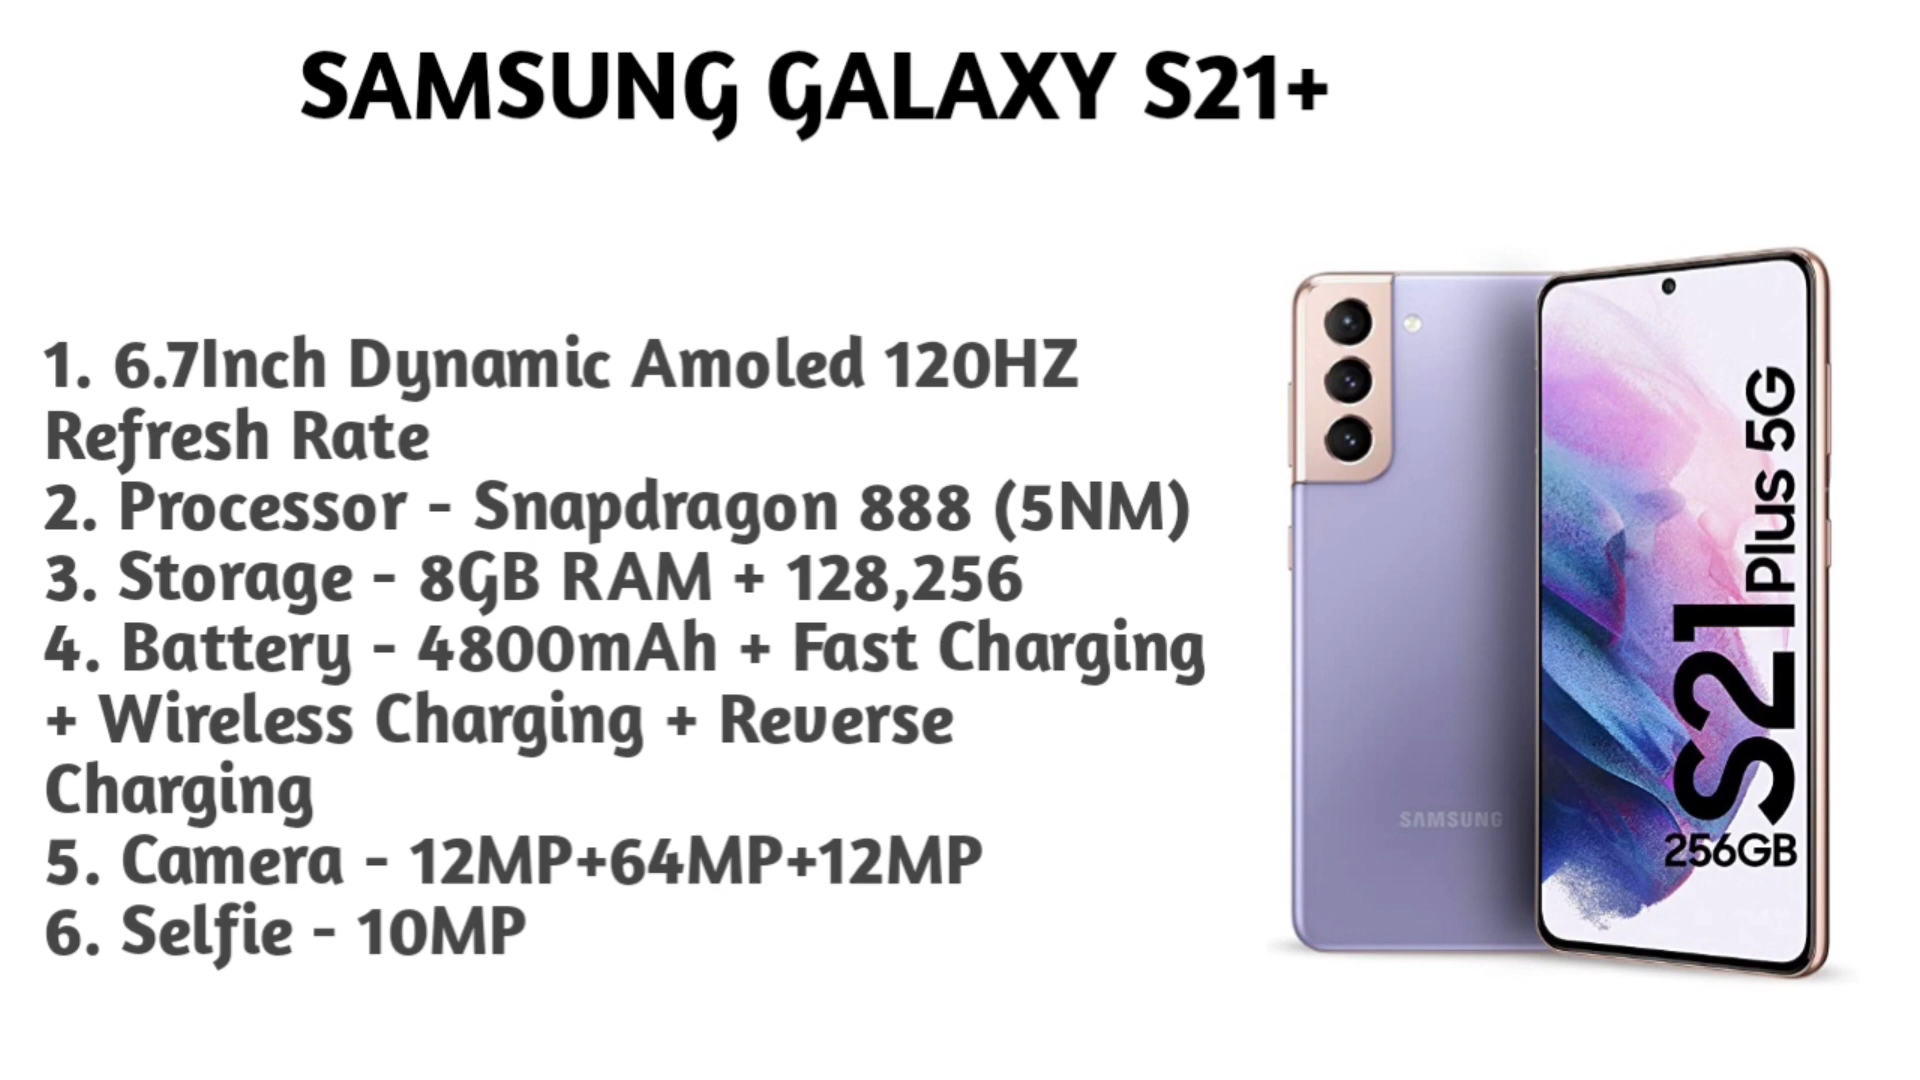 SAMSUNG GALAXY S21+
1. 6.7Inch Dynamic Amoled 120HZ
Refresh Rate
2. Processor - Snapdragon 888 (5NM)
3. Storage - 8GB RAM + 128,256
4. Battery - 4800mAh + Fast Charging
+ Wireless Charging + Reverse
Charging
5. Camera - 12MP+64MP+12MP
6. Selfie - 10MP
SAMSUNG
S21 Plus 5G
256GB